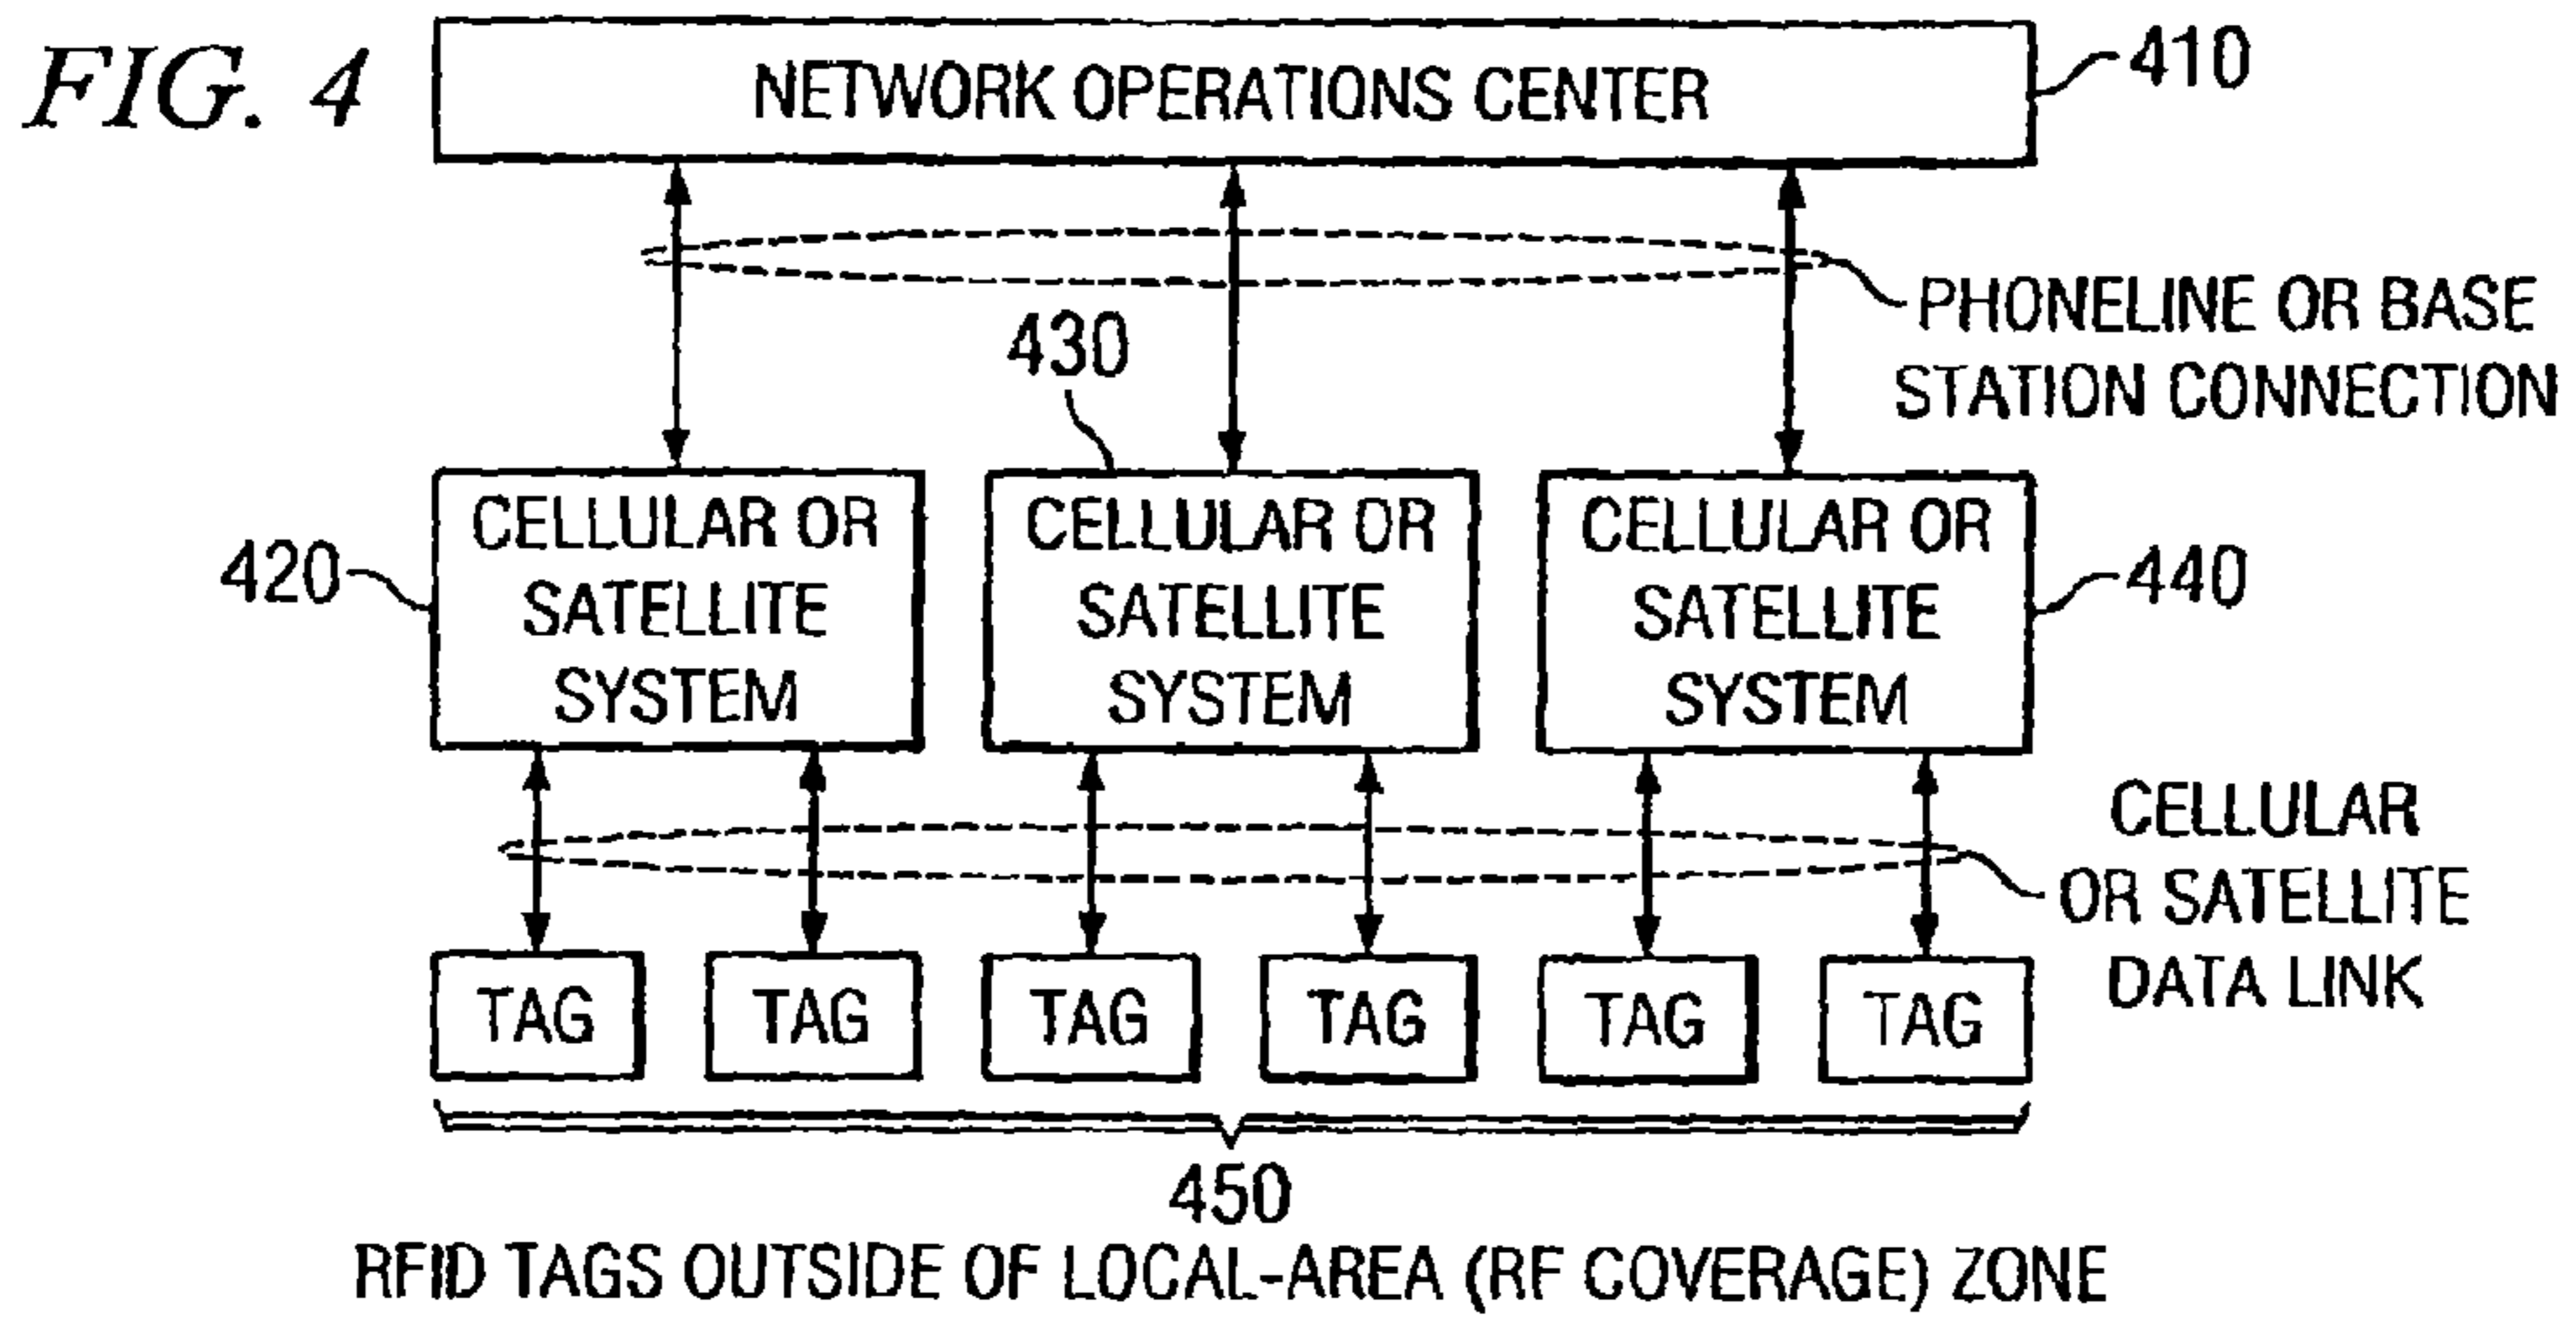 FIG. 4
NETWORK OPERATIONS CENTER
410
PHONELINE OR BASE
STATION CONNECTION
430
420
CELLULAR OR
SATELLITE
SYSTEM
CELLULAR OR
SATELLITE
SYSTEM
CELLULAR OR
SATELLITE
SYSTEM
440
CELLULAR
OR SATELLITE
DATA LINK
TAG
TAG
TAG
TAG
TAG
TAG
450
RFID TAGS OUTSIDE OF LOCAL-AREA (RF COVERAGE) ZONE